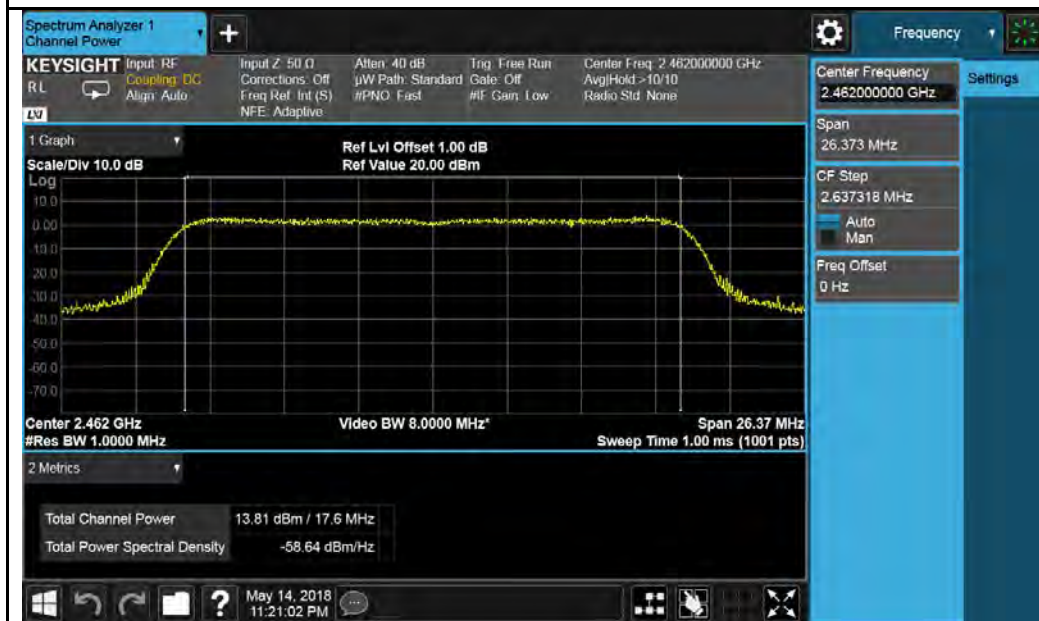 Spectrum Analyzer 1
Channel Power
+
Frequency
KEYSIGHT
RL
LXI
Input: RF
Coupling: DC
Align: Auto
Input Z: 50 Ω
Corrections: Off
Freq Ref: Int (S)
NFE: Adaptive
Atten: 40 dB
µW Path: Standard
#PNO: Fast
Trig: Free Run
Gate: Off
#IF Gain: Low
Center Freq: 2.462000000 GHz
Avg|Hold:>10/10
Radio Std: None
Center Frequency
2.462000000 GHz
Settings
Span
26.373 MHz
CF Step
2.637318 MHz
Auto
Man
Freq Offset
0 Hz
1 Graph
Scale/Div 10.0 dB
Ref Lvl Offset 1.00 dB
Ref Value 20.00 dBm
Log
10.0
0.00
-10.0
-20.0
-30.0
-40.0
-50.0
-60.0
-70.0
Center 2.462 GHz
#Res BW 1.0000 MHz
Video BW 8.0000 MHz*
Span 26.37 MHz
Sweep Time 1.00 ms (1001 pts)
2 Metrics
Total Channel Power 13.81 dBm / 17.6 MHz
Total Power Spectral Density -58.64 dBm/Hz
?
May 14, 2018
11:21:02 PM